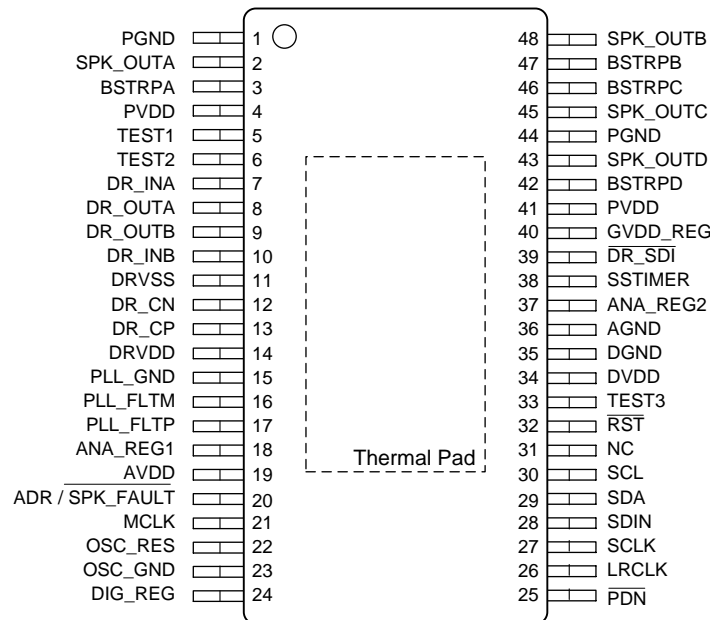 PGND 1 48 SPK_OUTB
SPK_OUTA 2 47 BSTRPB
BSTRPA 3 46 BSTRPC
PVDD 4 45 SPK_OUTC
TEST1 5 44 PGND
TEST2 6 43 SPK_OUTD
DR_INA 7 42 BSTRPD
DR_OUTA 8 41 PVDD
DR_OUTB 9 40 GVDD_REG
DR_INB 10 39 DR_SDI
DRVSS 11 38 SSTIMER
DR_CN 12 37 ANA_REG2
DR_CP 13 36 AGND
DRVDD 14 35 DGND
PLL_GND 15 34 DVDD
PLL_FLTM 16 33 TEST3
PLL_FLTP 17 32 RST
ANA_REG1 18 31 NC
Thermal Pad
AVDD 19 30 SCL
ADR / SPK_FAULT 20 29 SDA
MCLK 21 28 SDIN
OSC_RES 22 27 SCLK
OSC_GND 23 26 LRCLK
DIG_REG 24 25 PDN